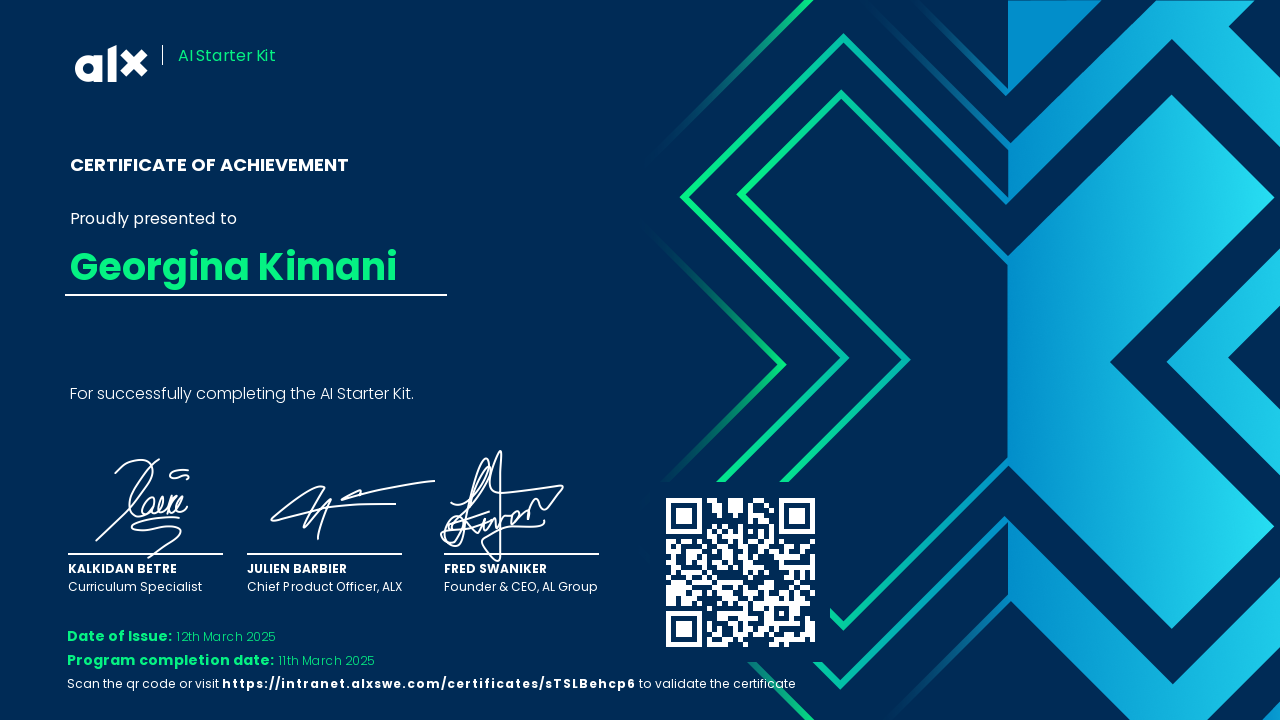 alx | AI Starter Kit
CERTIFICATE OF ACHIEVEMENT
Proudly presented to
Georgina Kimani
For successfully completing the AI Starter Kit.
KALKIDAN BETRE JULIEN BARBIER FRED SWANIKER
Curriculum Specialist Chief Product Officer, ALX Founder & CEO, AL Group
Date of Issue: 12th March 2025
Program completion date: 11th March 2025
Scan the qr code or visit https://intranet.alxswe.com/certificates/sTSLBehcp6 to validate the certificate